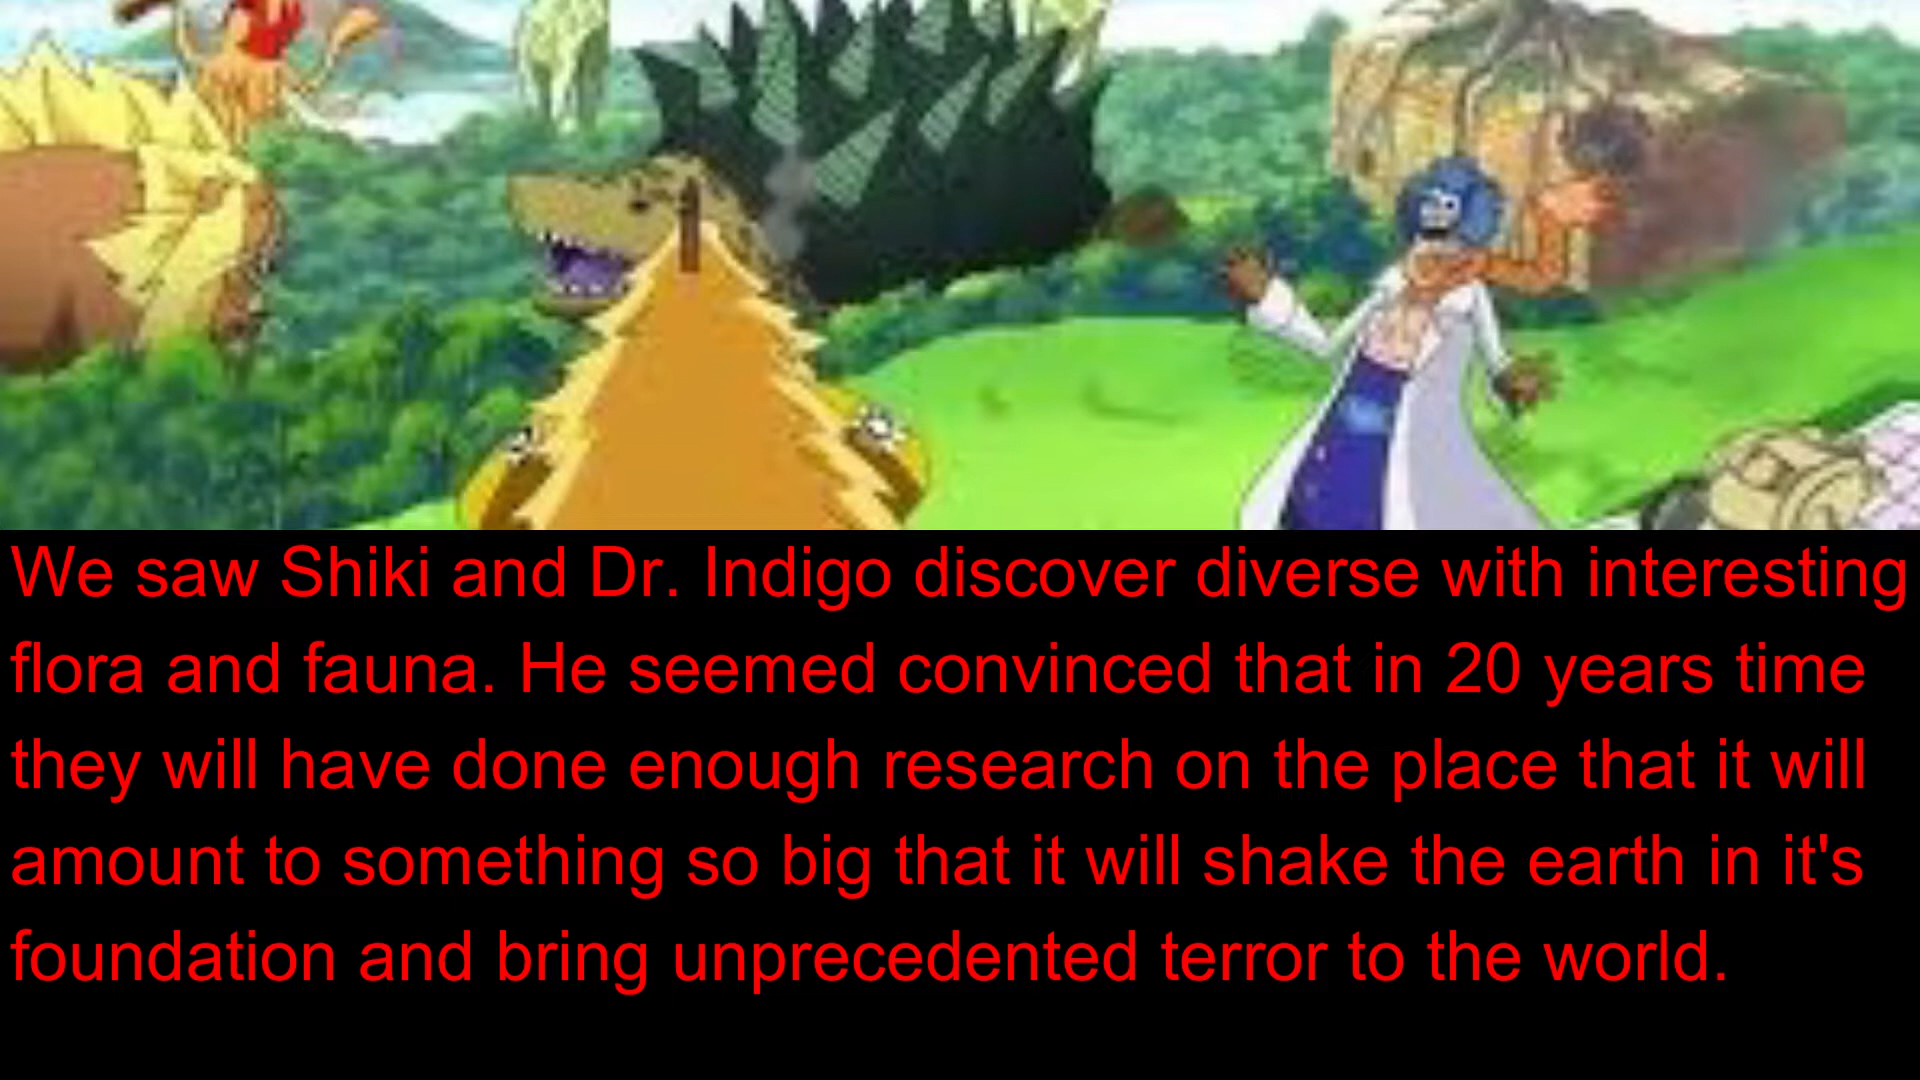 We saw Shiki and Dr. Indigo discover diverse with interesting
flora and fauna. He seemed convinced that in 20 years time
they will have done enough research on the place that it will
amount to something so big that it will shake the earth in it's
foundation and bring unprecedented terror to the world.